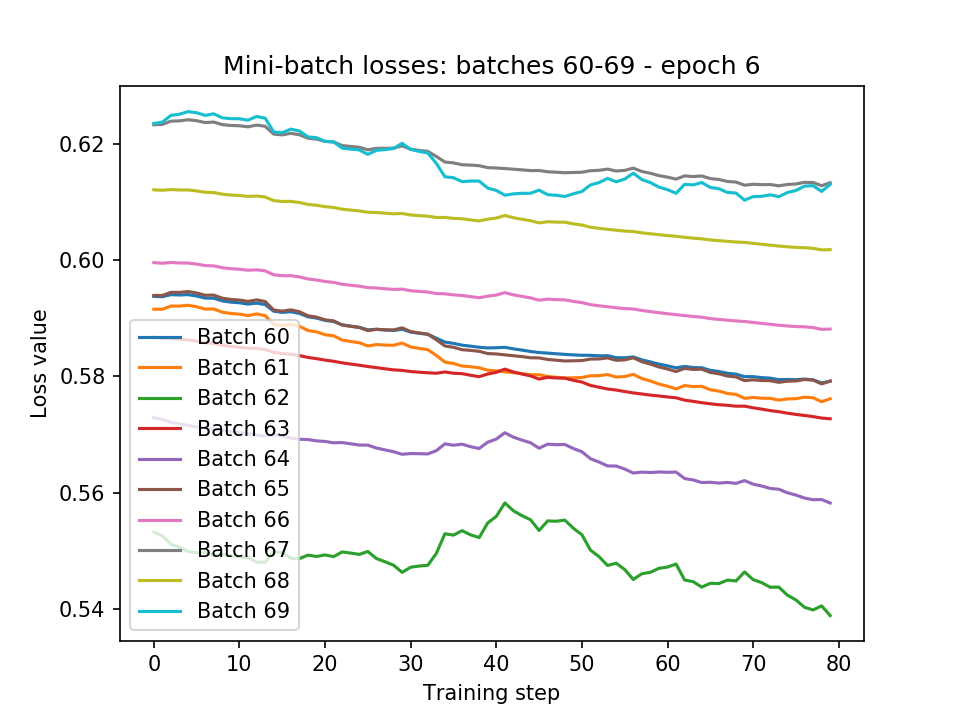 Mini-batch losses: batches 60-69 - epoch 6
Loss value
0.62
0.60
0.58
0.56
0.54
Batch 60
Batch 61
Batch 62
Batch 63
Batch 64
Batch 65
Batch 66
Batch 67
Batch 68
Batch 69
0 10 20 30 40 50 60 70 80
Training step